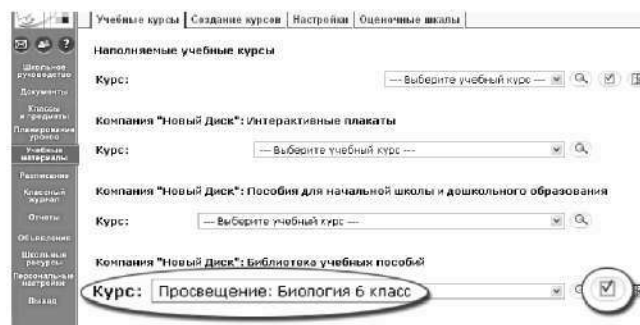 Учебные курсы Создание курсов Настройки Оценочные шкалы
Наполняемые учебные курсы
Курс: --- Выберите учебный курс ---
Компания "Новый Диск": Интерактивные плакаты
Курс: --- Выберите учебный курс ---
Компания "Новый Диск": Пособия для начальной школы и дошкольного образования
Курс: --- Выберите учебный курс ---
Компания "Новый Диск": Библиотека учебных пособий
Курс: Просвещение: Биология 6 класс
Школьное
руководство
Документы
Классы
и предметы
Планирование
уроков
Учебные
материалы
Расписание
Классный
журнал
Отчеты
Объявления
Школьные
ресурсы
Персональные
настройки
Выход